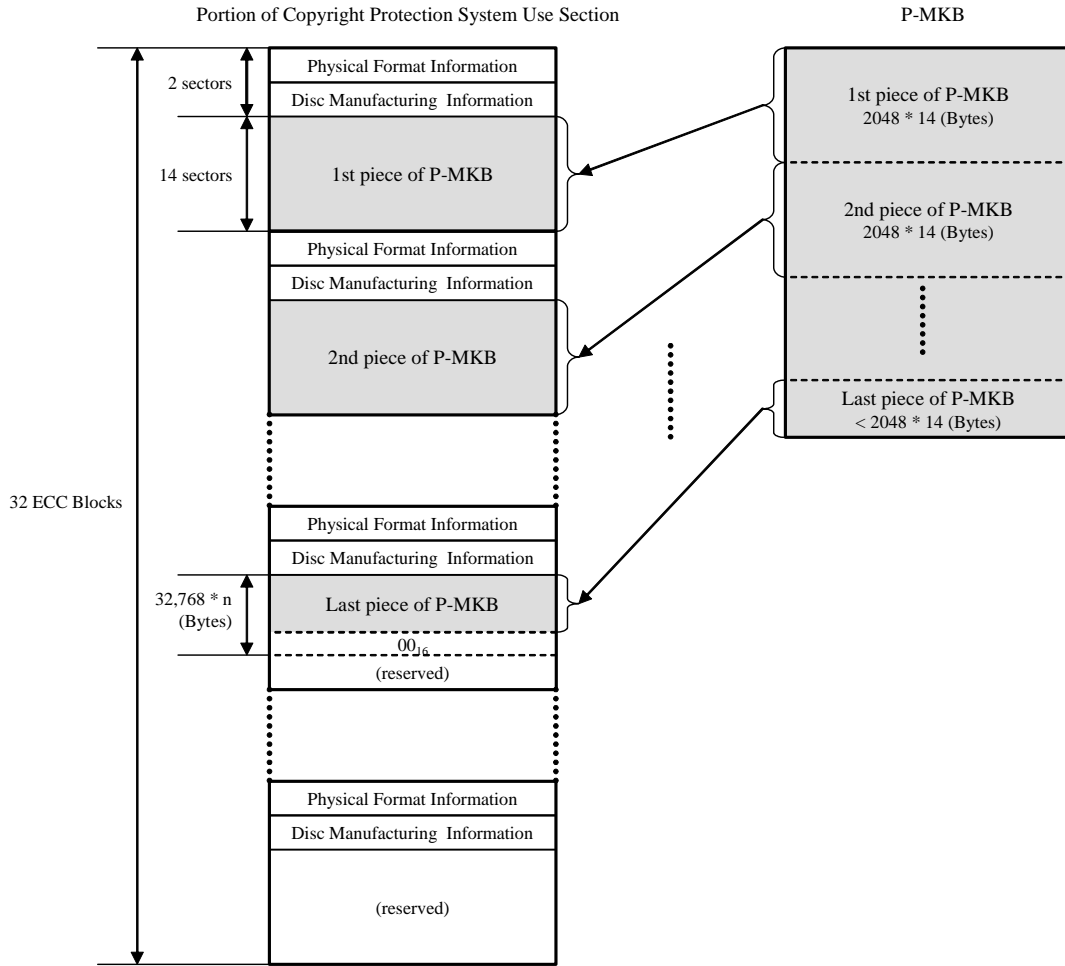 Portion of Copyright Protection System Use Section
P-MKB
2 sectors
Physical Format Information
Disc Manufacturing Information
14 sectors
1st piece of P-MKB
1st piece of P-MKB
2048 * 14 (Bytes)
Physical Format Information
Disc Manufacturing Information
2nd piece of P-MKB
2nd piece of P-MKB
2048 * 14 (Bytes)
Last piece of P-MKB
< 2048 * 14 (Bytes)
32 ECC Blocks
Physical Format Information
Disc Manufacturing Information
32,768 * n
(Bytes)
Last piece of P-MKB
00₁₆
(reserved)
Physical Format Information
Disc Manufacturing Information
(reserved)